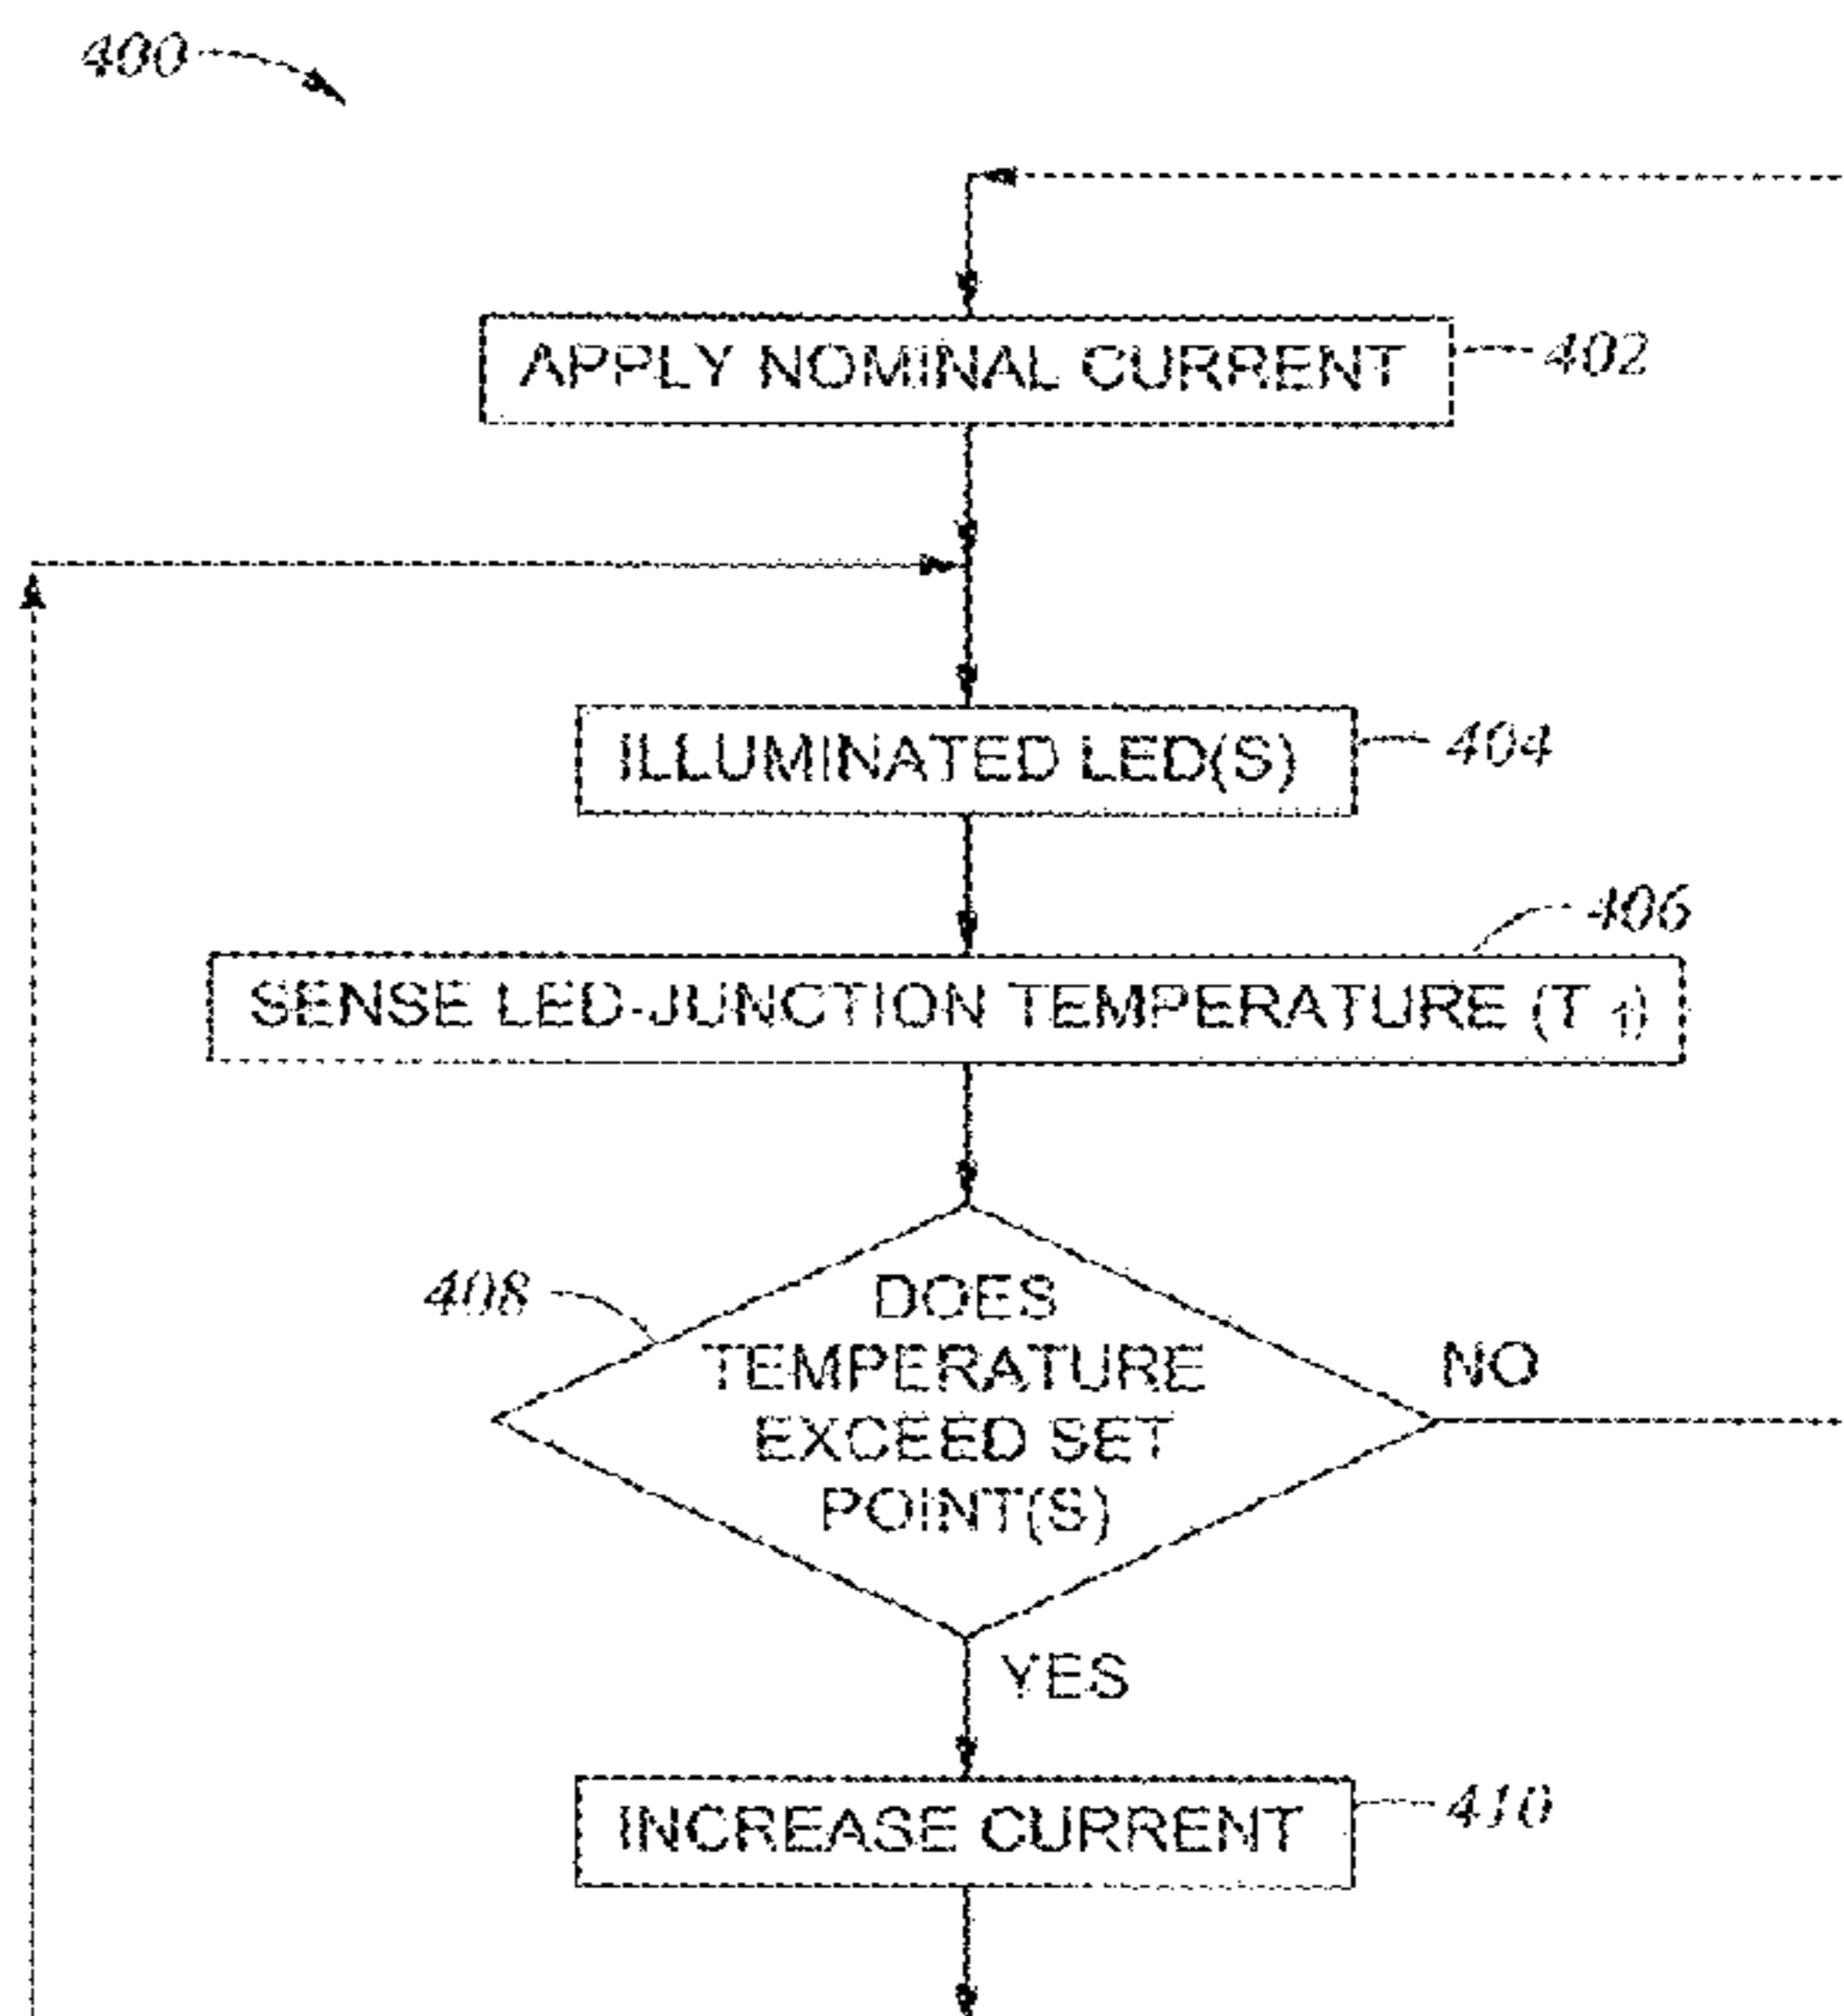 400
APPLY NOMINAL CURRENT
402
ILLUMINATED LED(S)
404
406
SENSE LED-JUNCTION TEMPERATURE (T 1)
408
DOES
TEMPERATURE
EXCEED SET
POINT(S)
NO
YES
INCREASE CURRENT
410